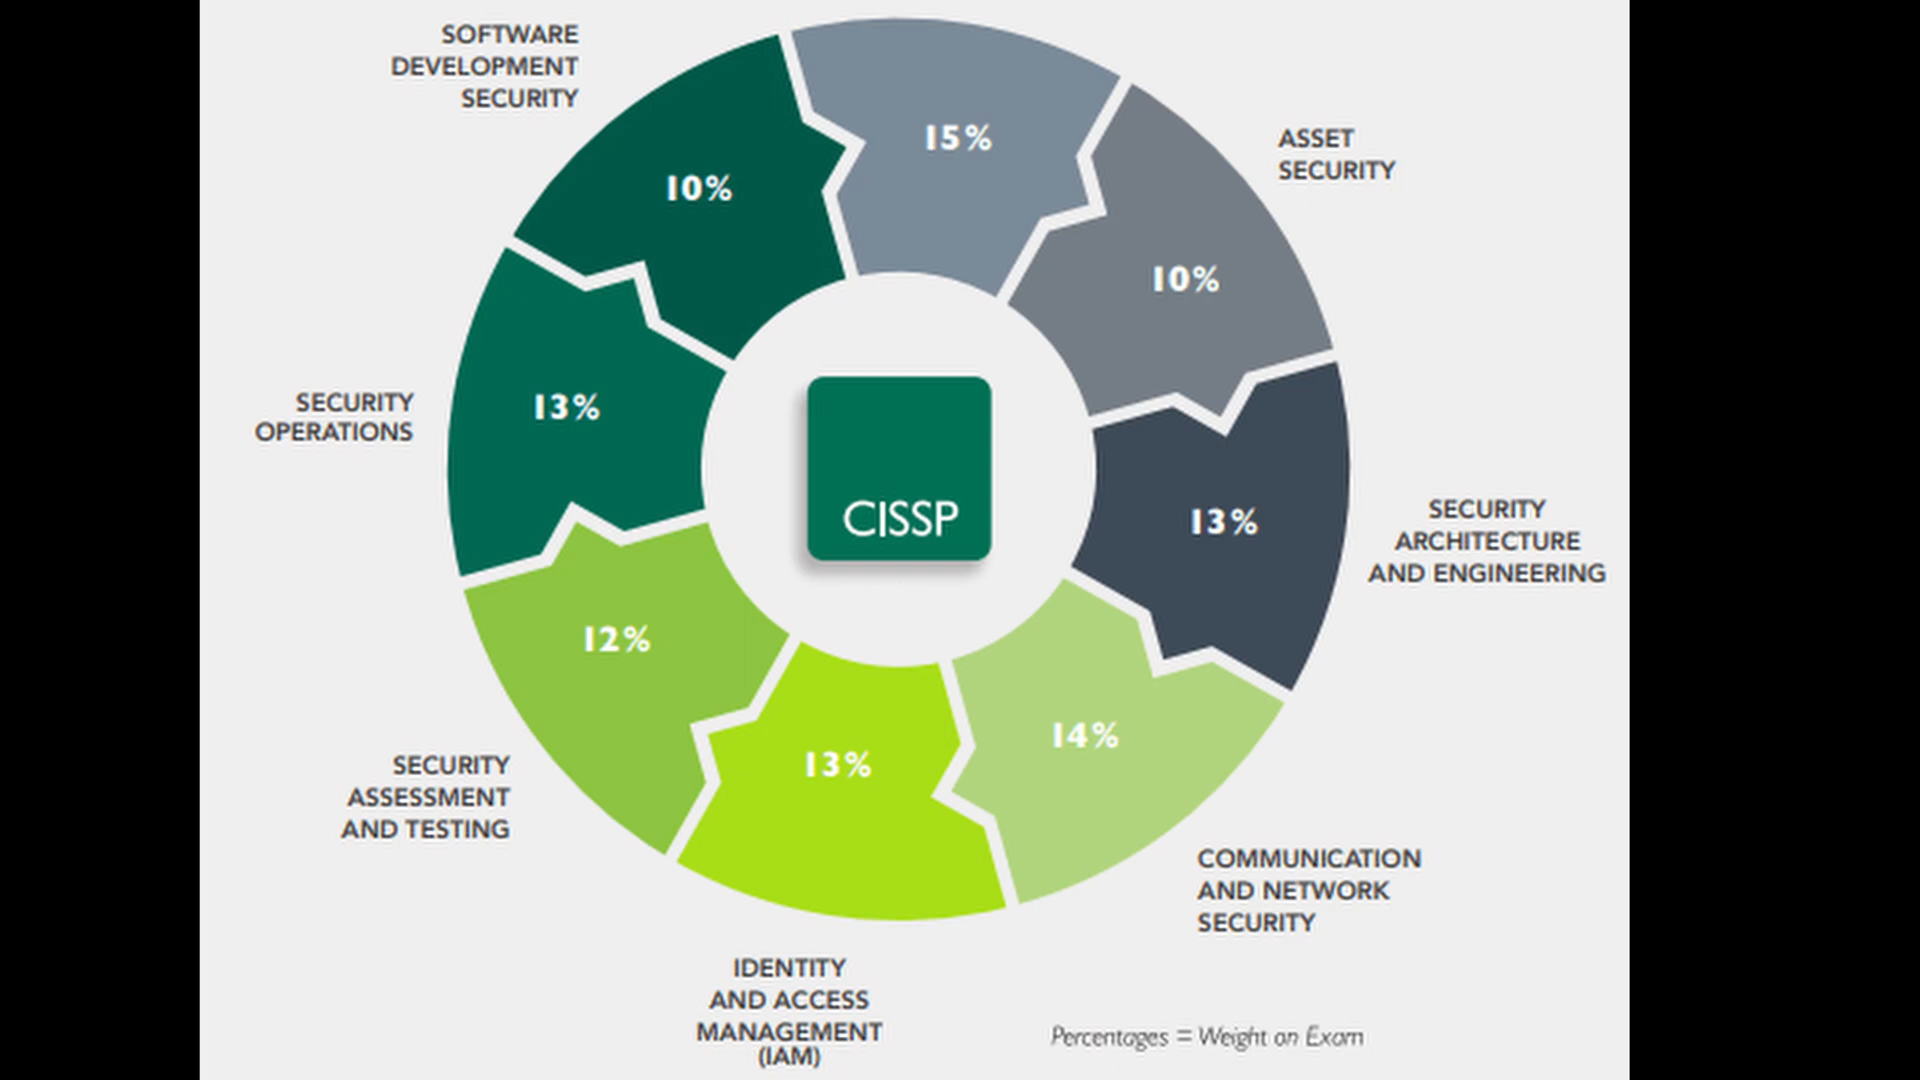 SOFTWARE
DEVELOPMENT
SECURITY
15%
ASSET
SECURITY
10%
10%
SECURITY
OPERATIONS
13%
CISSP
13%
SECURITY
ARCHITECTURE
AND ENGINEERING
12%
13%
14%
SECURITY
ASSESSMENT
AND TESTING
COMMUNICATION
AND NETWORK
SECURITY
IDENTITY
AND ACCESS
MANAGEMENT
(IAM)
Percentages = Weight on Exam